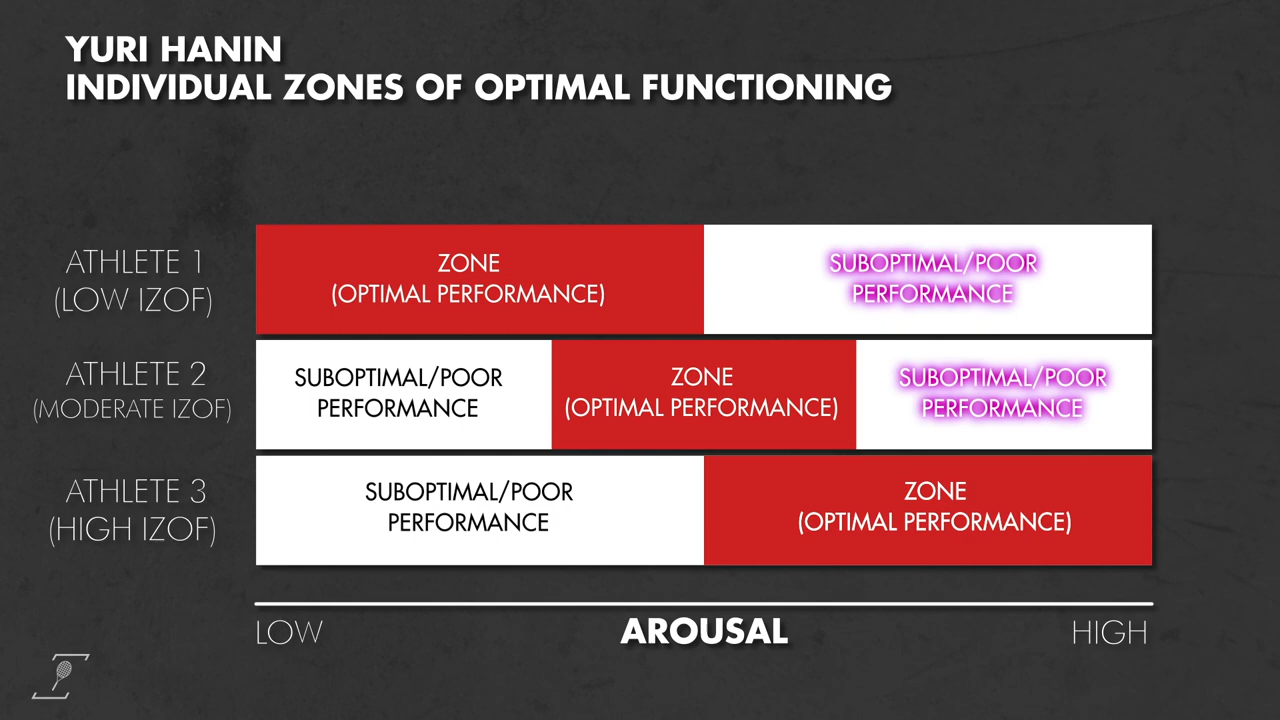 YURI HANIN
INDIVIDUAL ZONES OF OPTIMAL FUNCTIONING
ATHLETE 1
(LOW IZOF)
ZONE
(OPTIMAL PERFORMANCE)
SUBOPTIMAL/POOR
PERFORMANCE
ATHLETE 2
(MODERATE IZOF)
SUBOPTIMAL/POOR
PERFORMANCE
ZONE
(OPTIMAL PERFORMANCE)
SUBOPTIMAL/POOR
PERFORMANCE
ATHLETE 3
(HIGH IZOF)
SUBOPTIMAL/POOR
PERFORMANCE
ZONE
(OPTIMAL PERFORMANCE)
LOW AROUSAL HIGH